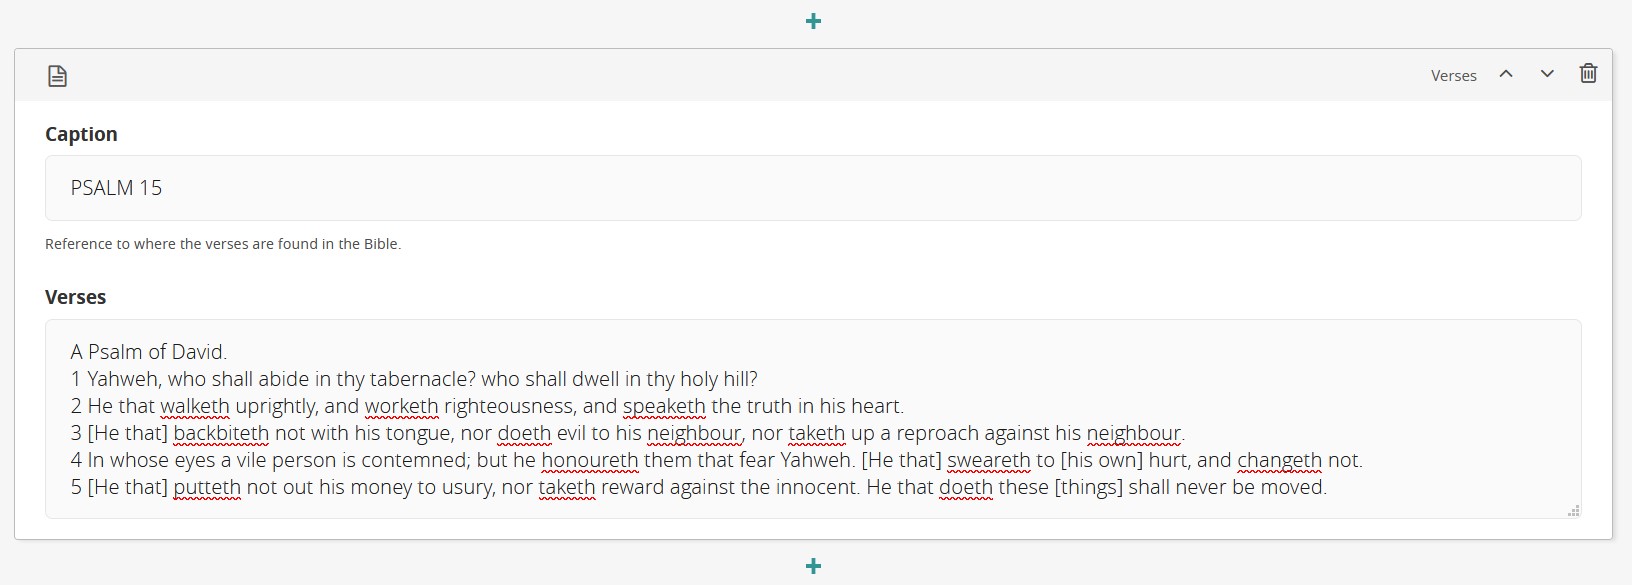 Verses
Caption
PSALM 15
Reference to where the verses are found in the Bible.
Verses
A Psalm of David.
1 Yahweh, who shall abide in thy tabernacle? who shall dwell in thy holy hill?
2 He that walketh uprightly, and worketh righteousness, and speaketh the truth in his heart.
3 [He that] backbiteth not with his tongue, nor doeth evil to his neighbour, nor taketh up a reproach against his neighbour.
4 In whose eyes a vile person is contemned; but he honoureth them that fear Yahweh. [He that] sweareth to [his own] hurt, and changeth not.
5 [He that] putteth not out his money to usury, nor taketh reward against the innocent. He that doeth these [things] shall never be moved.